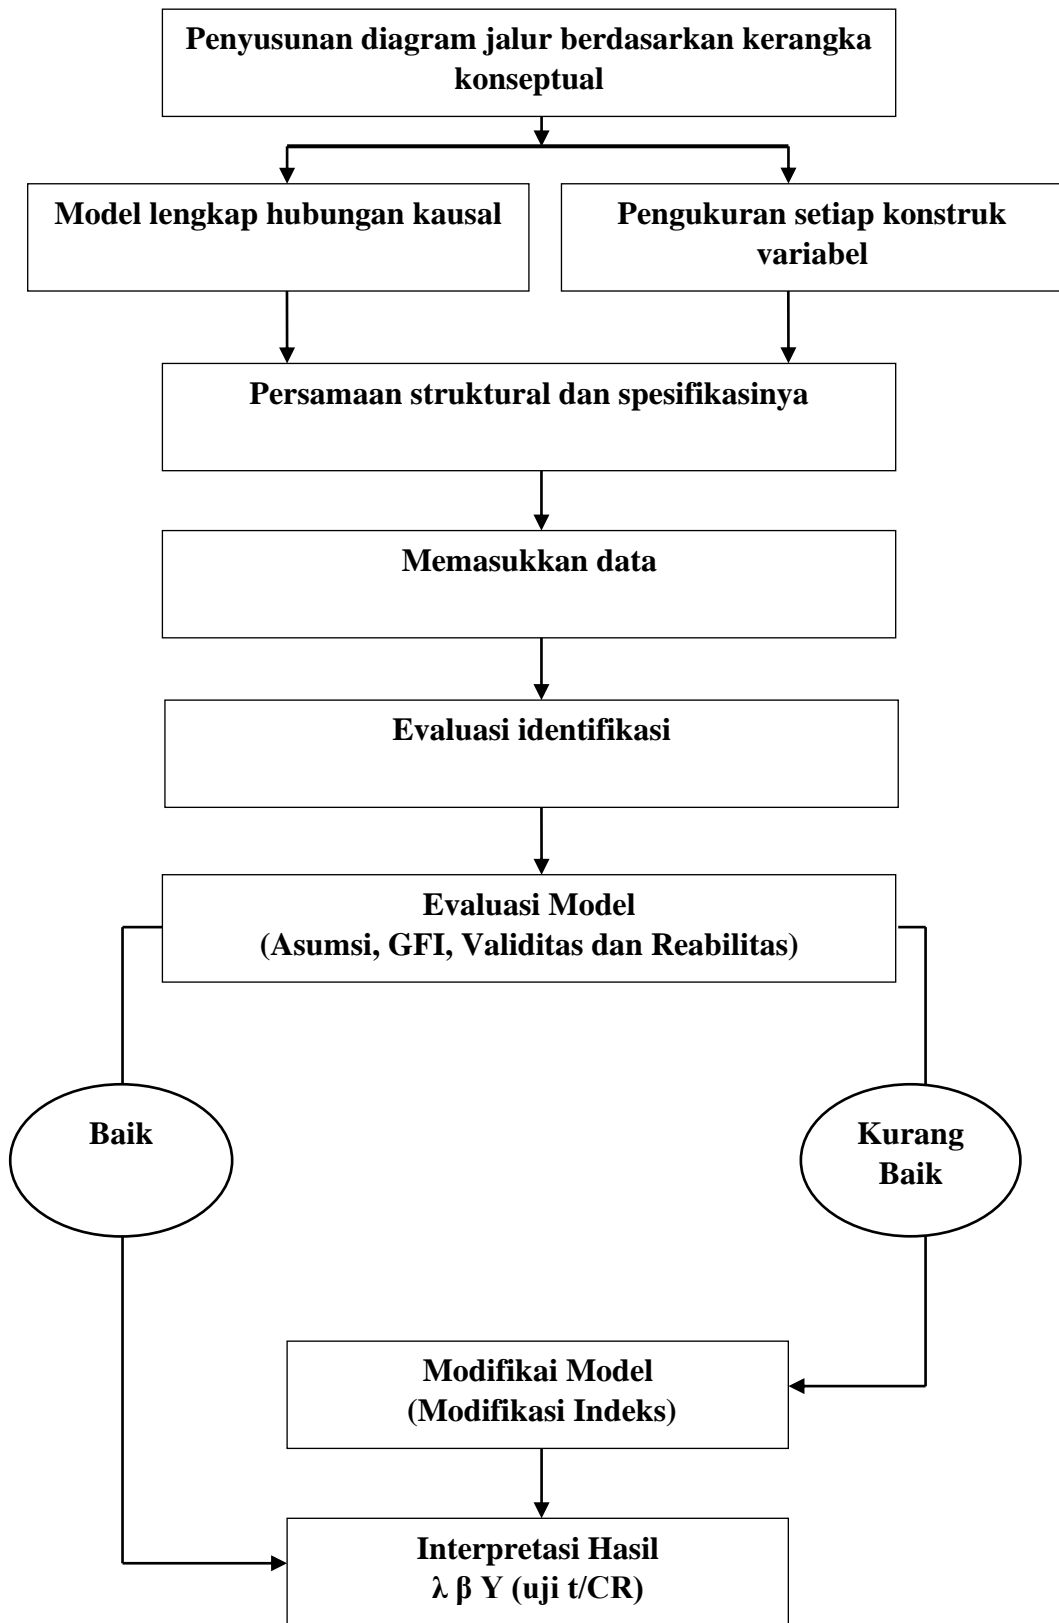 Penyusunan diagram jalur berdasarkan kerangka
konseptual
Model lengkap hubungan kausal
Pengukuran setiap konstruk
variabel
Persamaan struktural dan spesifikasinya
Memasukkan data
Evaluasi identifikasi
Evaluasi Model
(Asumsi, GFI, Validitas dan Reabilitas)
Baik
Kurang
Baik
Modifikai Model
(Modifikasi Indeks)
Interpretasi Hasil
λ β Υ (uji t/CR)